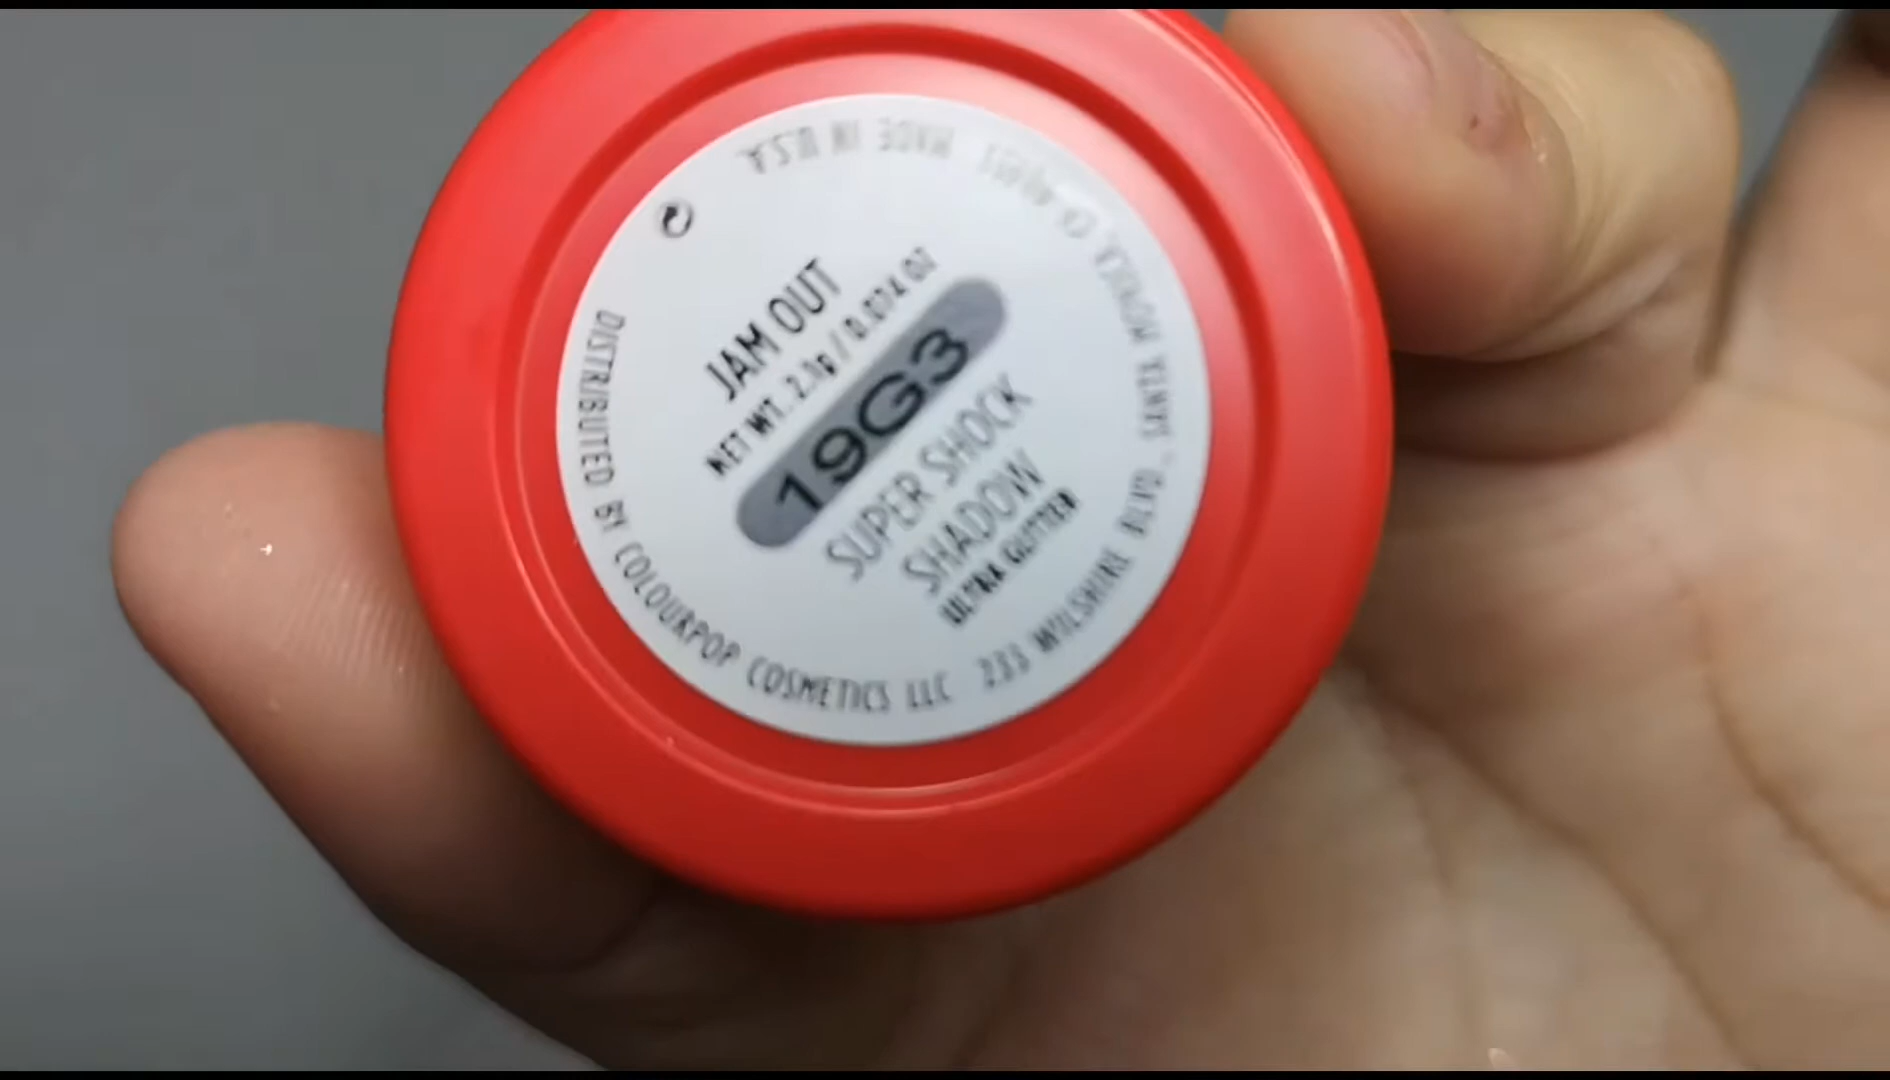 JAM OUT
NET WT. 2.1g / 0.074 OZ
19G3
SUPER SHOCK
SHADOW
ULTRA GLITTER
DISTRIBUTED BY COLOURPOP COSMETICS LLC 233 WILSHIRE BLVD., SANTA MONICA, CA MADE IN U.S.A.